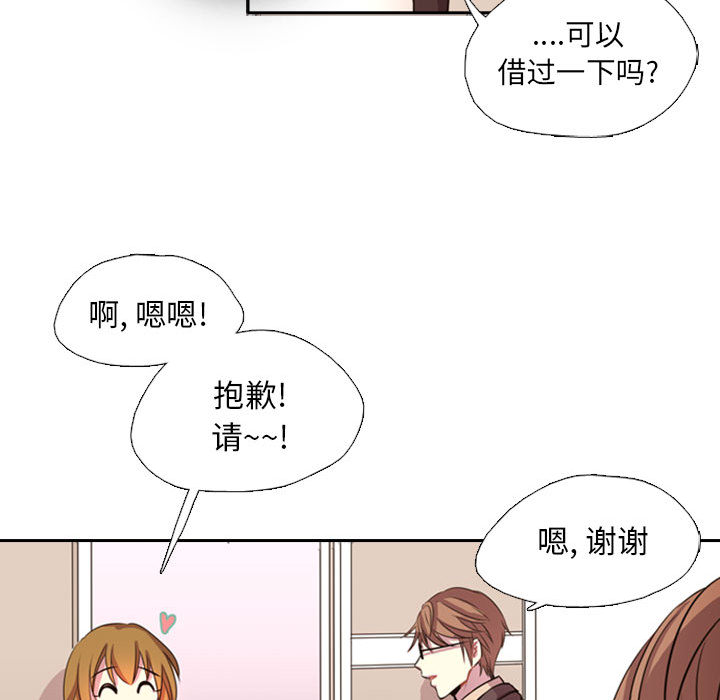 ....可以
借过一下吗?
啊, 嗯嗯!
抱歉!
请~~!
嗯, 谢谢